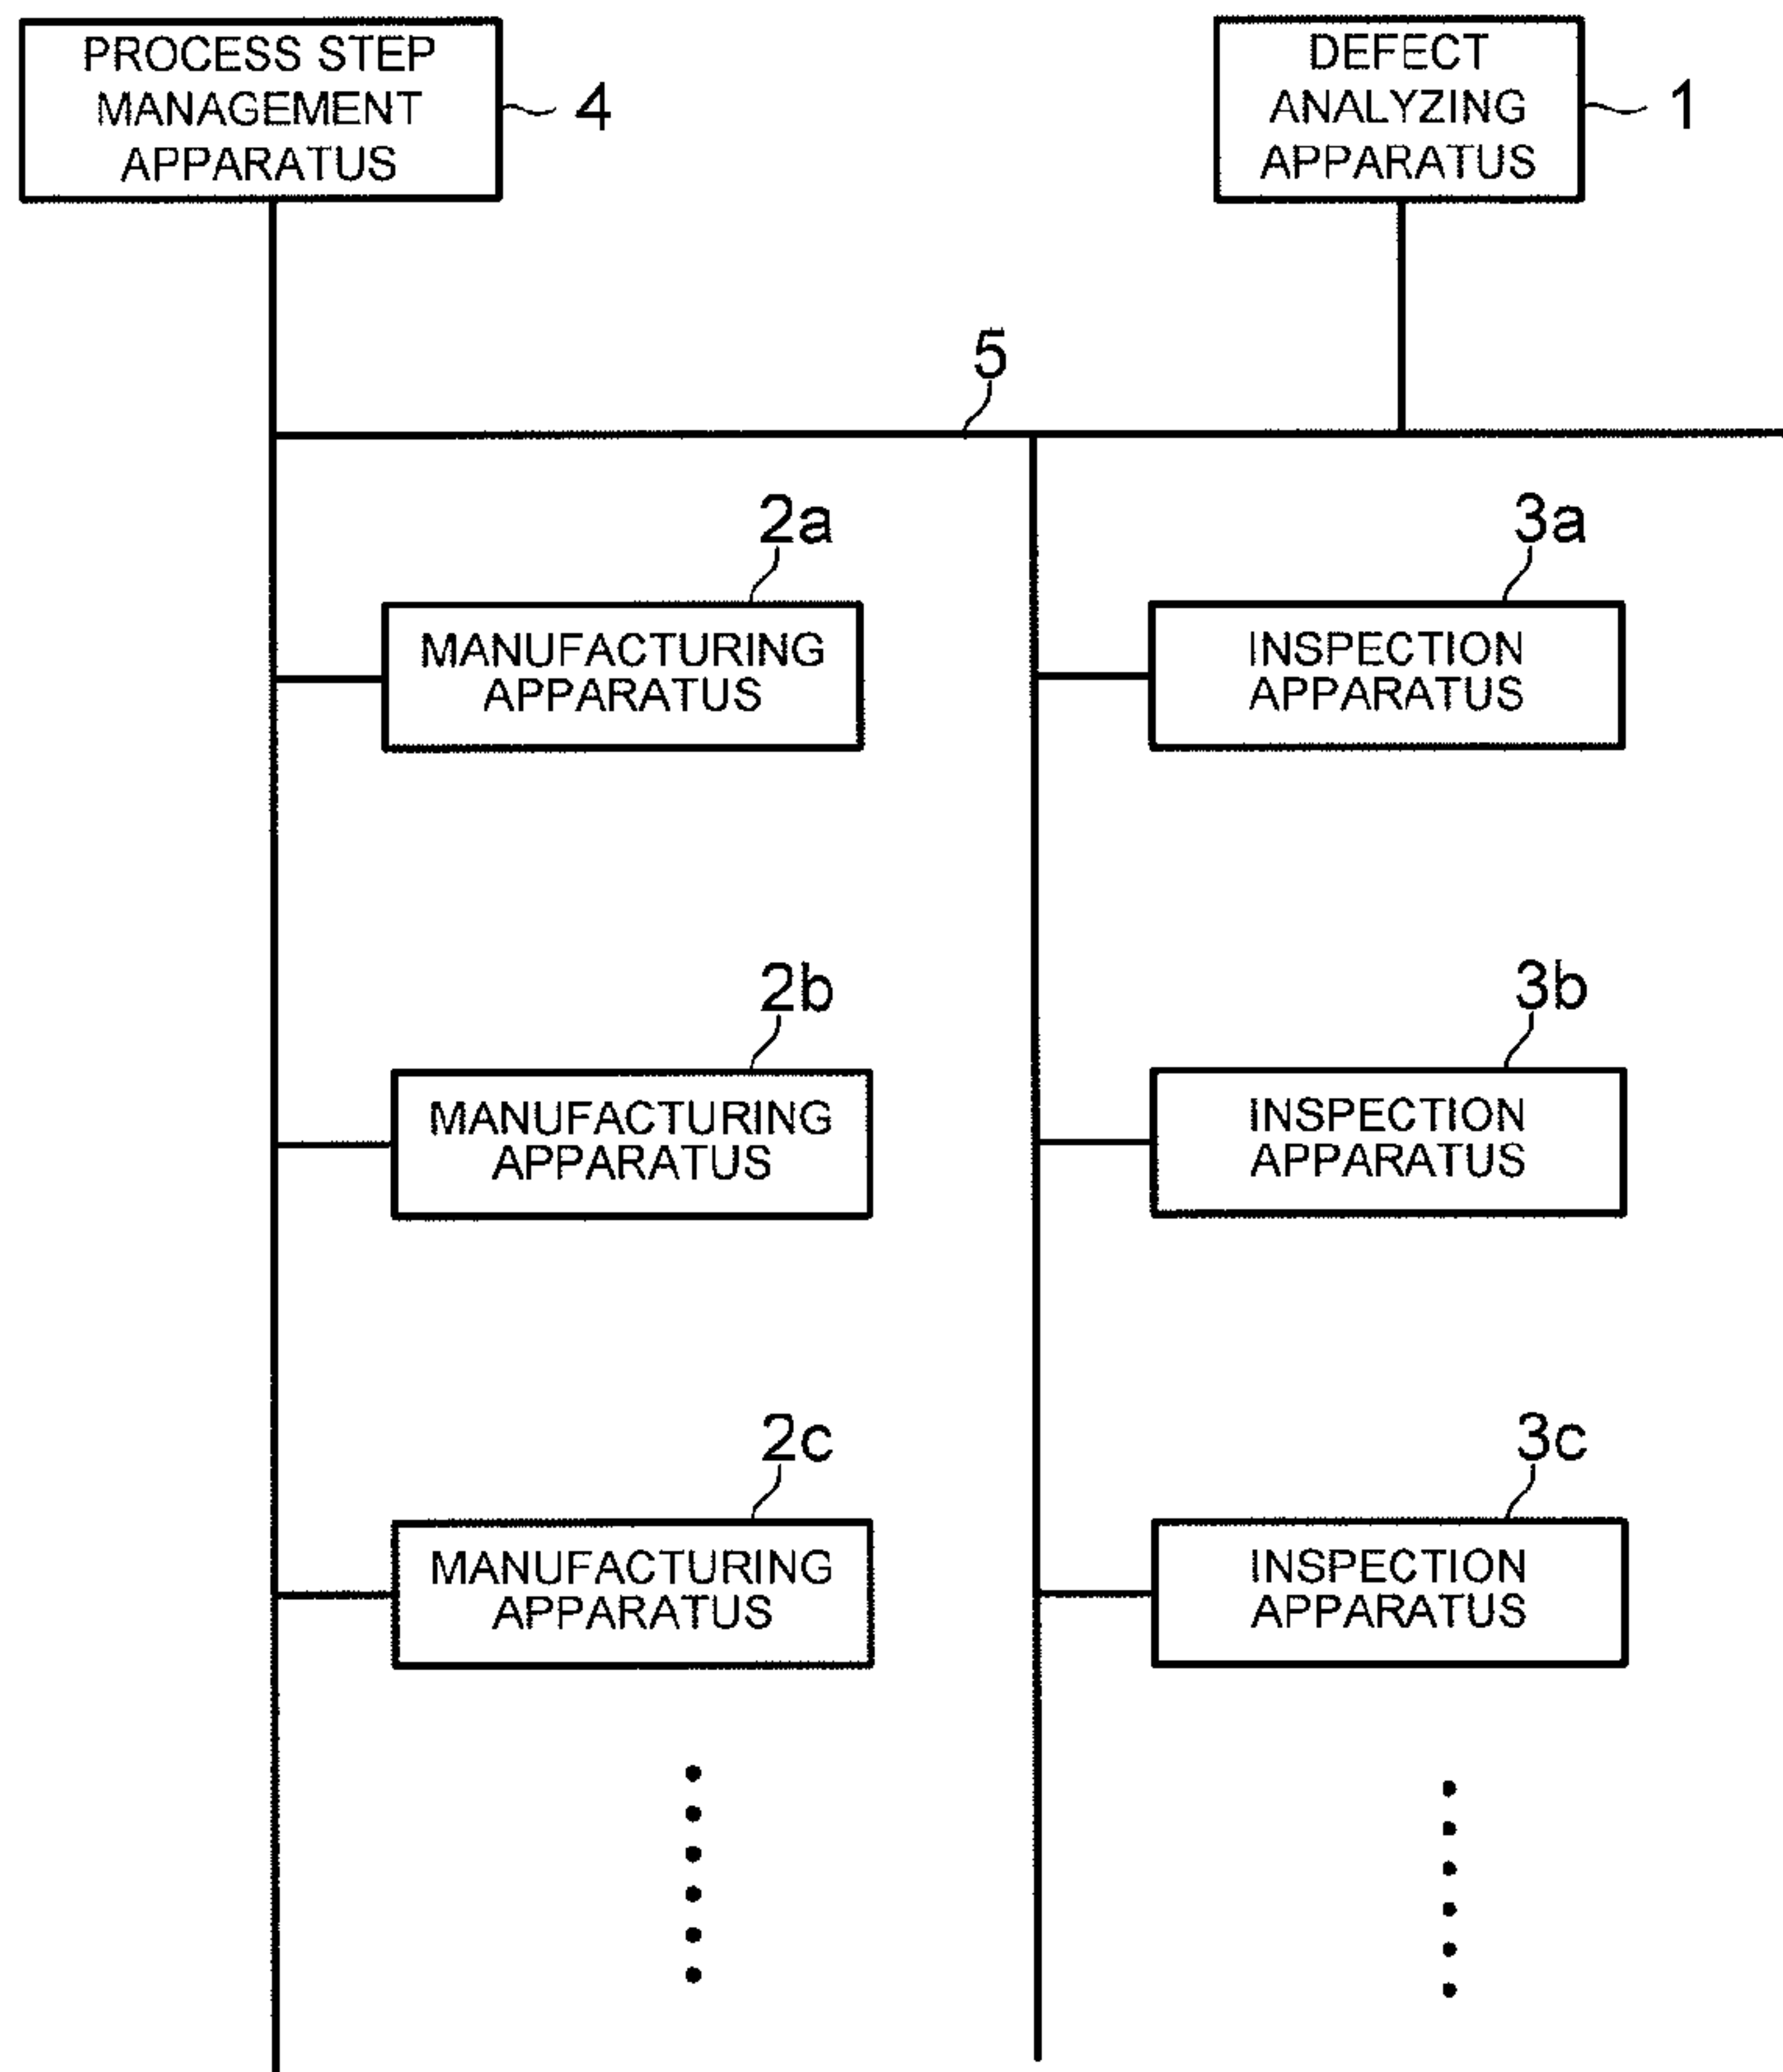 PROCESS STEP
MANAGEMENT
APPARATUS
4
DEFECT
ANALYZING
APPARATUS
1
5
2a
MANUFACTURING
APPARATUS
3a
INSPECTION
APPARATUS
2b
MANUFACTURING
APPARATUS
3b
INSPECTION
APPARATUS
2c
MANUFACTURING
APPARATUS
3c
INSPECTION
APPARATUS